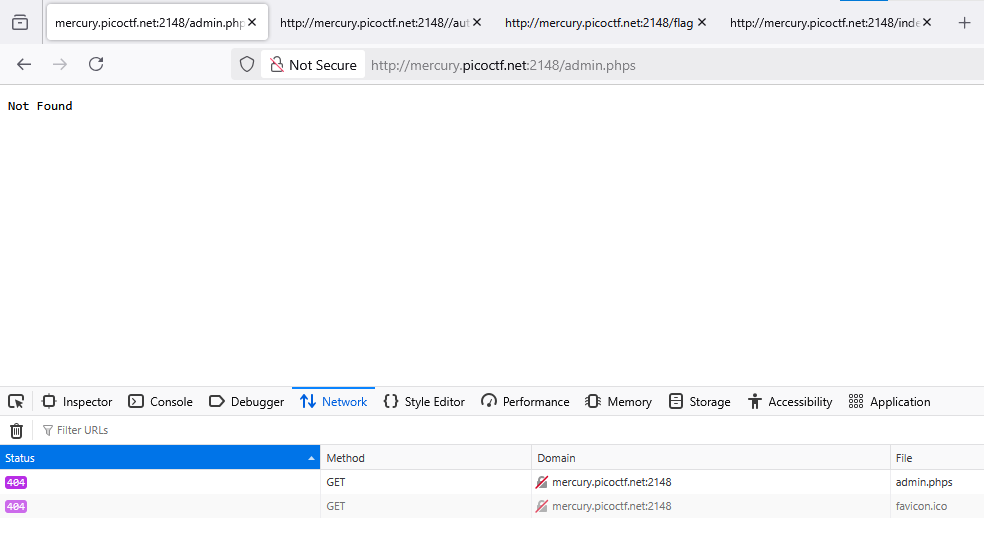 mercury.picoctf.net:2148/admin.php http://mercury.picoctf.net:2148//aut http://mercury.picoctf.net:2148/flag http://mercury.picoctf.net:2148/inde
Not Secure http://mercury.picoctf.net:2148/admin.phps
Not Found
Inspector Console Debugger Network Style Editor Performance Memory Storage Accessibility Application
Filter URLs
Status Method Domain File
404 GET mercury.picoctf.net:2148 admin.phps
404 GET mercury.picoctf.net:2148 favicon.ico